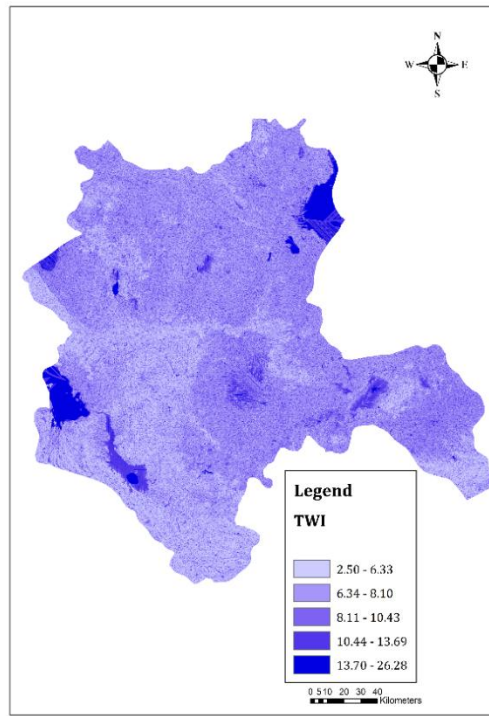 N
W E
S
Legend
TWI
2.50 - 6.33
6.34 - 8.10
8.11 - 10.43
10.44 - 13.69
13.70 - 26.28
0 5 10 20 30 40
Kilometers